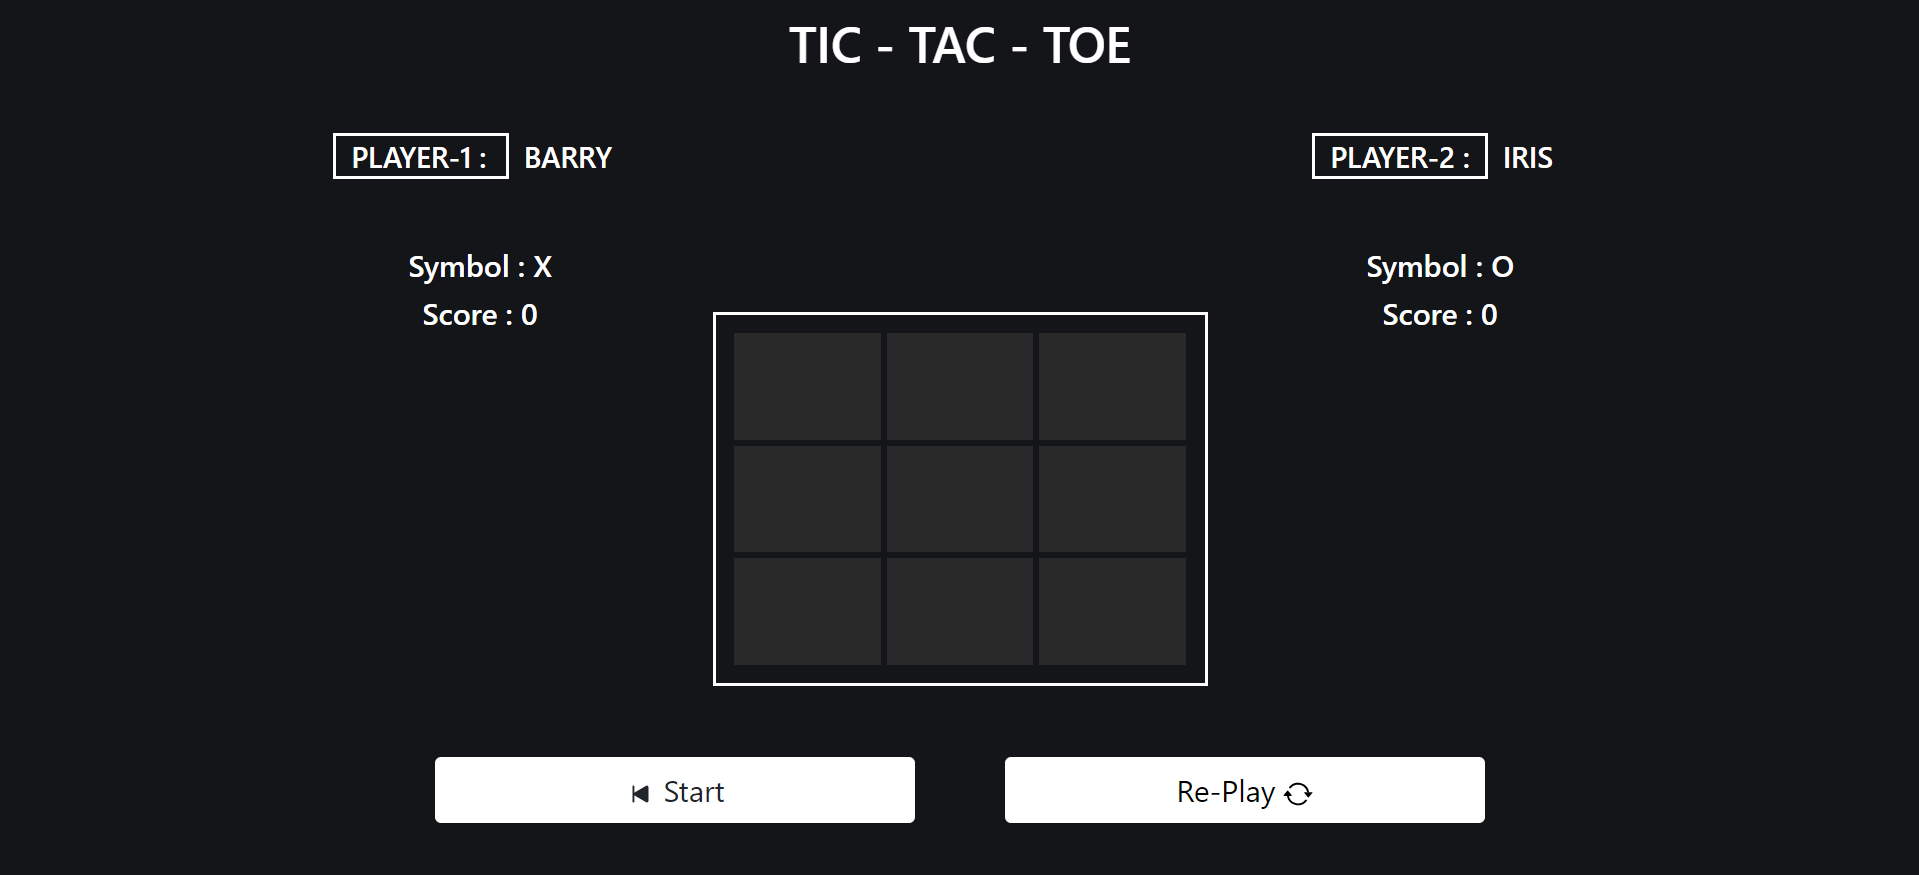 TIC - TAC - TOE
PLAYER-1 : BARRY
PLAYER-2 : IRIS
Symbol : X
Score : 0
Symbol : O
Score : 0
Start
Re-Play